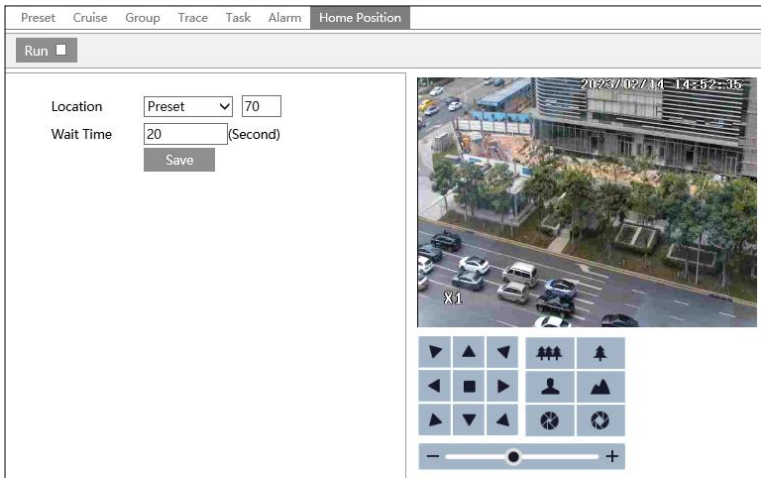 Preset Cruise Group Trace Task Alarm Home Position
Run
Location Preset 70
Wait Time 20 (Second)
Save
2023/02/14 14:52:35
X1